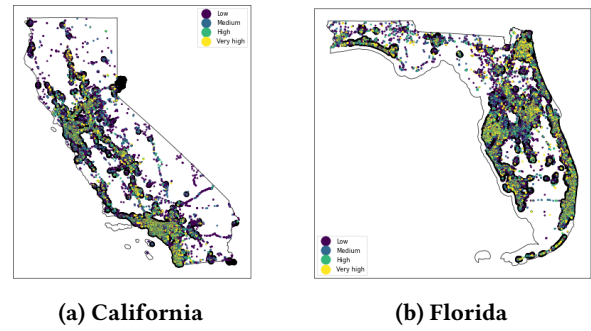 Low
Medium
High
Very high
Low
Medium
High
Very high
(a) California
(b) Florida